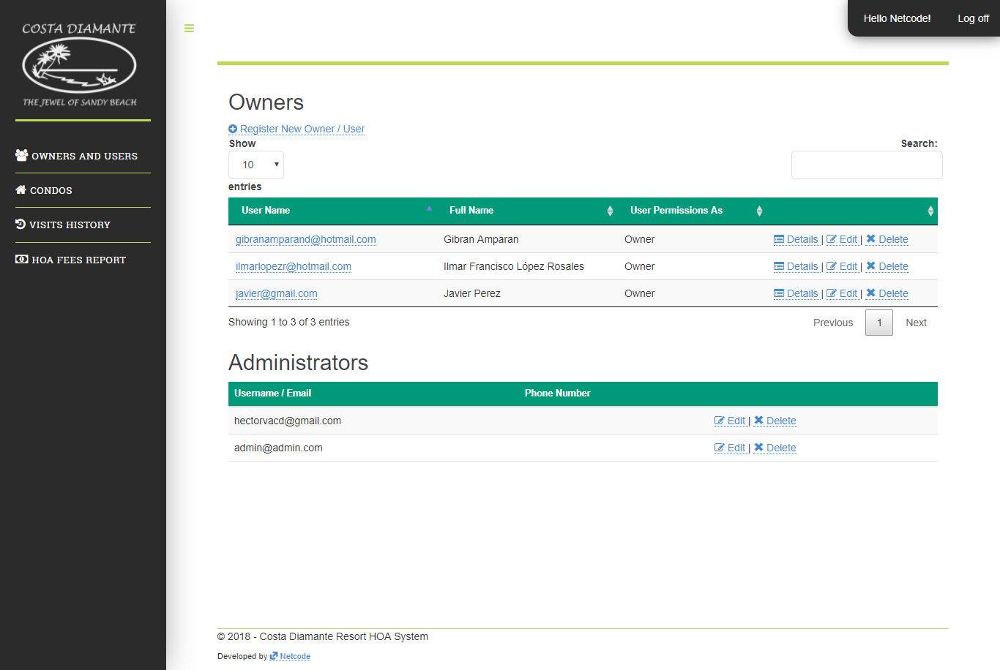 COSTA DIAMANTE
THE JEWEL OF SANDY BEACH
OWNERS AND USERS
CONDOS
VISITS HISTORY
HOA FEES REPORT
Hello Netcode! Log off
Owners
Register New Owner / User
Show Search:
10
entries
User Name Full Name User Permissions As
gibranamparand@hotmail.com Gibran Amparan Owner Details | Edit | Delete
ilmarlopezr@hotmail.com Ilmar Francisco López Rosales Owner Details | Edit | Delete
javier@gmail.com Javier Perez Owner Details | Edit | Delete
Showing 1 to 3 of 3 entries Previous 1 Next
Administrators
Username / Email Phone Number
hectorvacd@gmail.com Edit | Delete
admin@admin.com Edit | Delete
© 2018 - Costa Diamante Resort HOA System
Developed by Netcode